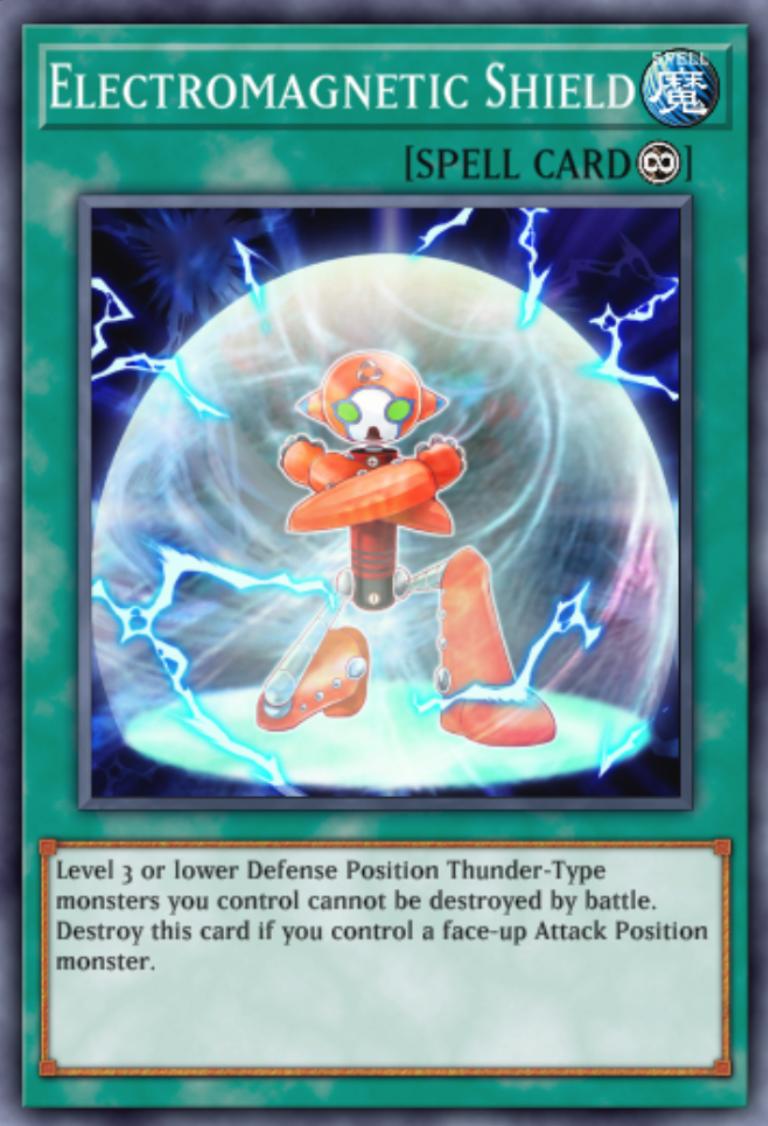 ELECTROMAGNETIC SHIELD
SPELL
魔
[SPELL CARD]
Level 3 or lower Defense Position Thunder-Type
monsters you control cannot be destroyed by battle.
Destroy this card if you control a face-up Attack Position
monster.